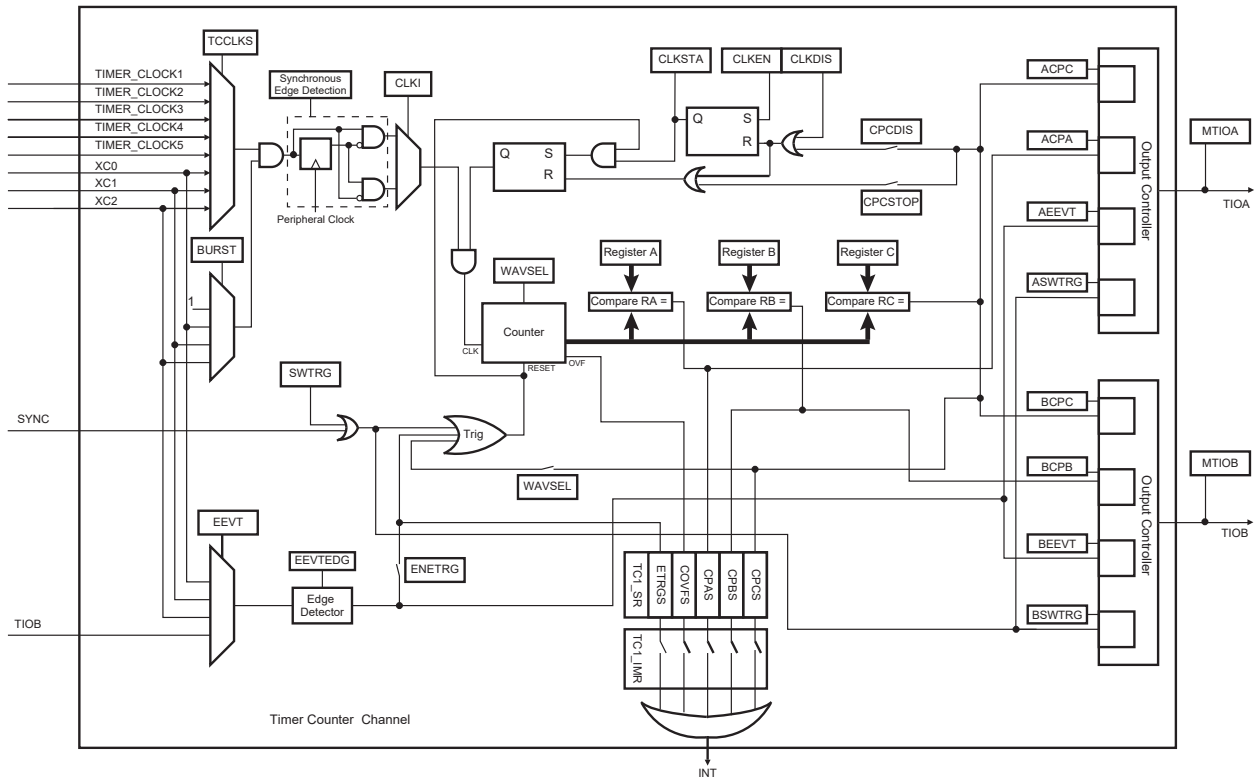 TCCLKS
TIMER_CLOCK1
TIMER_CLOCK2
TIMER_CLOCK3
TIMER_CLOCK4
TIMER_CLOCK5
XC0
XC1
XC2
Synchronous
Edge Detection
CLKI
Peripheral Clock
BURST
1
CLKSTA
CLKEN
CLKDIS
Q
S
R
Q
S
R
CPCDIS
CPCSTOP
ACPC
ACPA
AEEVT
ASWTRG
Output Controller
MTIOA
TIOA
Register A
Register B
Register C
Compare RA =
Compare RB =
Compare RC =
WAVSEL
Counter
CLK
RESET
OVF
SWTRG
SYNC
Trig
WAVSEL
BCPC
BCPB
BEEVT
BSWTRG
Output Controller
MTIOB
TIOB
EEVT
EEVTEDG
Edge
Detector
ENETRG
TIOB
TC1_SR
ETRGS
COVFS
CPAS
CPBS
CPCS
TC1_IMR
Timer Counter Channel
INT